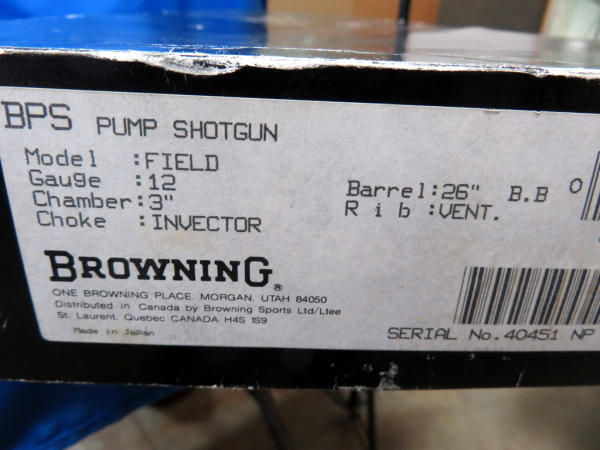 BPS PUMP SHOTGUN
Model :FIELD
Gauge :12
Chamber:3"
Choke :INVECTOR
Barrel:26" B.B
Rib :VENT.
BROWNING®
ONE BROWNING PLACE. MORGAN. UTAH 84050
Distributed in Canada by Browning Sports Ltd/Ltee
St. Laurent. Quebec CANADA H4S 1S9
Made in Japan
SERIAL No.40451 NP